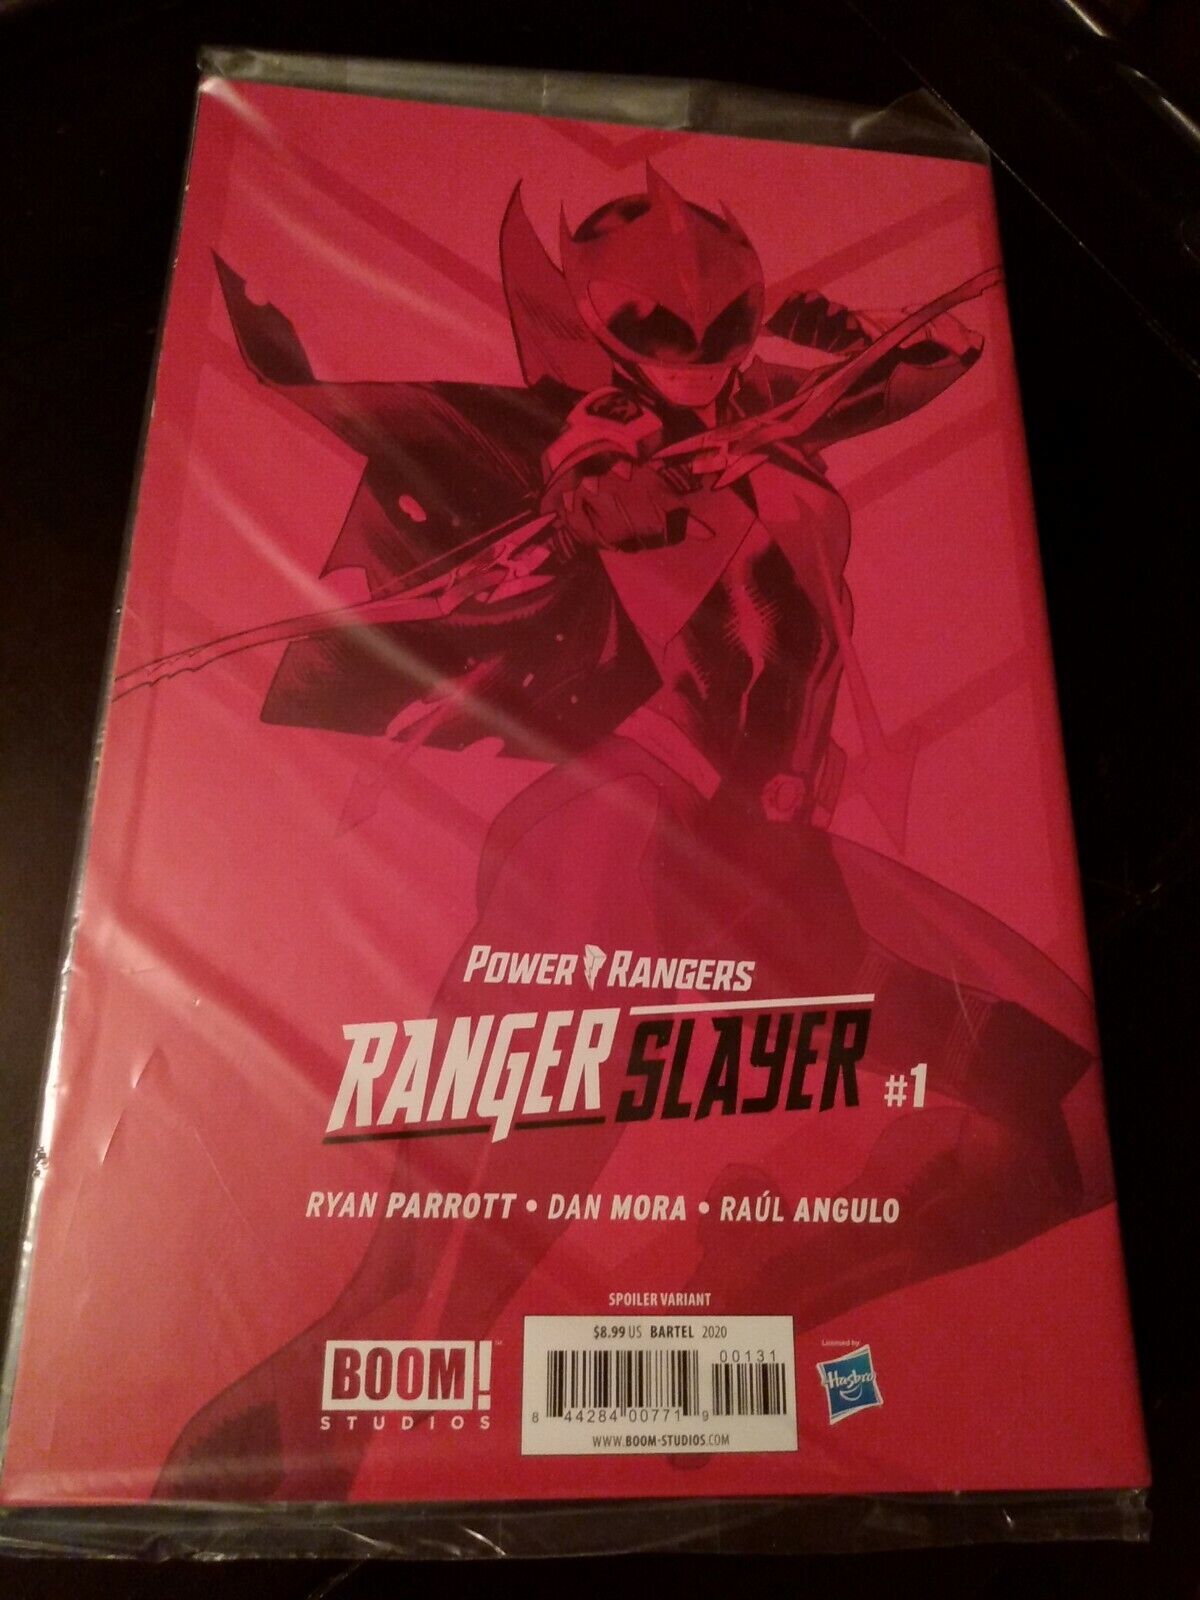 POWER RANGERS
RANGER SLAYER #1
RYAN PARROTT • DAN MORA • RAÚL ANGULO
SPOILER VARIANT
$8.99 US BARTEL 2020
00131
8 44284 00771 9
WWW.BOOM-STUDIOS.COM
BOOM! ™
STUDIOS
Licensed by:
Hasbro